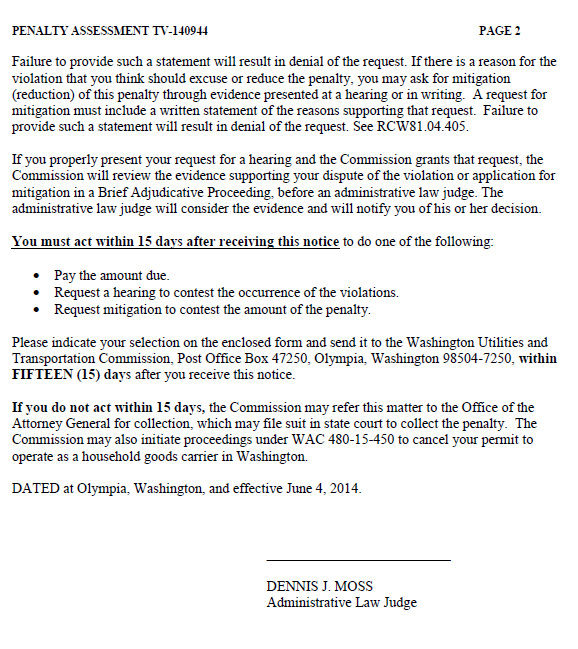 PENALTY ASSESSMENT TV-140944 PAGE 2
Failure to provide such a statement will result in denial of the request. If there is a reason for the
violation that you think should excuse or reduce the penalty, you may ask for mitigation
(reduction) of this penalty through evidence presented at a hearing or in writing.  A request for
mitigation must include a written statement of the reasons supporting that request.  Failure to
provide such a statement will result in denial of the request. See RCW81.04.405.
If you properly present your request for a hearing and the Commission grants that request, the
Commission will review the evidence supporting your dispute of the violation or application for
mitigation in a Brief Adjudicative Proceeding, before an administrative law judge. The
administrative law judge will consider the evidence and will notify you of his or her decision.
You must act within 15 days after receiving this notice to do one of the following:
• Pay the amount due.
• Request a hearing to contest the occurrence of the violations.
• Request mitigation to contest the amount of the penalty.
Please indicate your selection on the enclosed form and send it to the Washington Utilities and
Transportation Commission, Post Office Box 47250, Olympia, Washington 98504-7250, within
FIFTEEN (15) days after you receive this notice.
If you do not act within 15 days, the Commission may refer this matter to the Office of the
Attorney General for collection, which may file suit in state court to collect the penalty.  The
Commission may also initiate proceedings under WAC 480-15-450 to cancel your permit to
operate as a household goods carrier in Washington.
DATED at Olympia, Washington, and effective June 4, 2014.
DENNIS J. MOSS
Administrative Law Judge